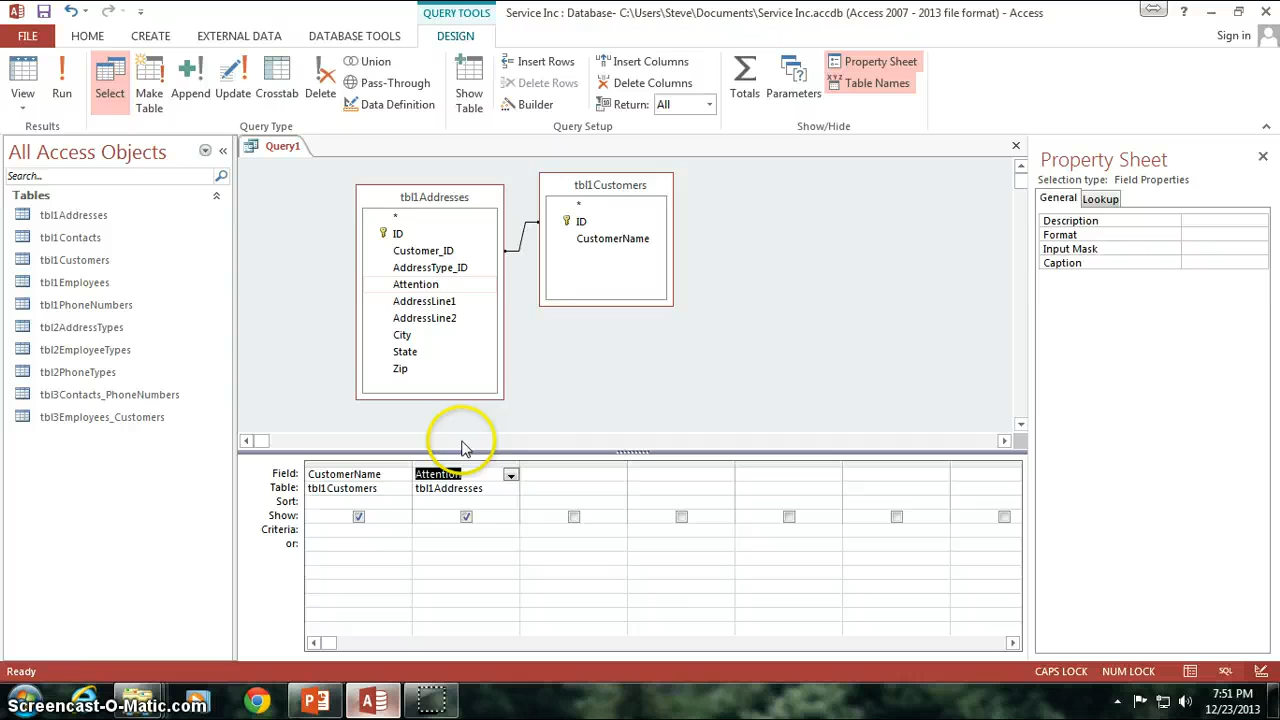 QUERY TOOLS
Service Inc : Database- C:\Users\Steve\Documents\Service Inc.accdb (Access 2007 - 2013 file format) - Access
FILE
HOME
CREATE
EXTERNAL DATA
DATABASE TOOLS
DESIGN
Sign in
View
Run
Select
Make Table
Append
Update
Crosstab
Delete
Union
Pass-Through
Data Definition
Show Table
Insert Rows
Delete Rows
Builder
Insert Columns
Delete Columns
Return: All
Totals
Parameters
Property Sheet
Table Names
Results
Query Type
Query Setup
Show/Hide
All Access Objects
Search...
Tables
tbl1Addresses
tbl1Contacts
tbl1Customers
tbl1Employees
tbl1PhoneNumbers
tbl2AddressTypes
tbl2EmployeeTypes
tbl2PhoneTypes
tbl3Contacts_PhoneNumbers
tbl3Employees_Customers
Query1
tbl1Addresses
*
ID
Customer_ID
AddressType_ID
Attention
AddressLine1
AddressLine2
City
State
Zip
tbl1Customers
*
ID
CustomerName
Field: CustomerName Attention
Table: tbl1Customers tbl1Addresses
Sort:
Show:
Criteria:
or:
Property Sheet
Selection type: Field Properties
General
Lookup
Description
Format
Input Mask
Caption
Ready
CAPS LOCK
NUM LOCK
SQL
Screencast-O-Matic.com
7:51 PM
12/23/2013